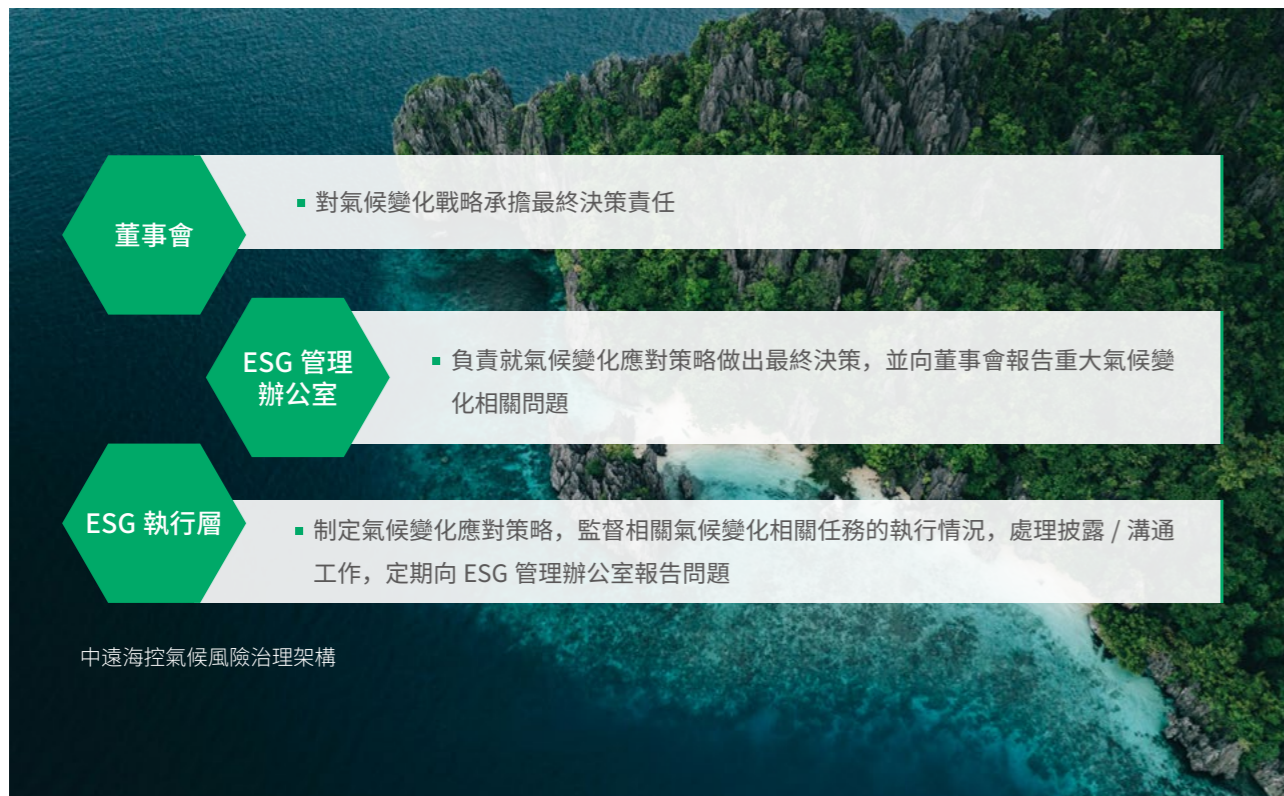 董事會
對氣候變化戰略承擔最終決策責任
ESG 管理
辦公室
負責就氣候變化應對策略做出最終決策，並向董事會報告重大氣候變
化相關問題
ESG 執行層
制定氣候變化應對策略，監督相關氣候變化相關任務的執行情況，處理披露 / 溝通
工作，定期向 ESG 管理辦公室報告問題
中遠海控氣候風險治理架構